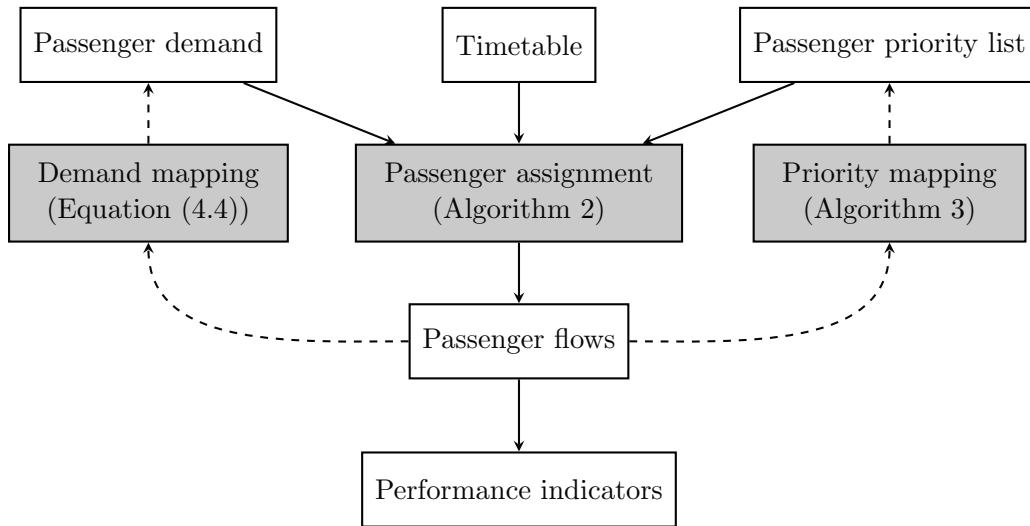 Passenger demand
Timetable
Passenger priority list
Demand mapping
(Equation (4.4))
Passenger assignment
(Algorithm 2)
Priority mapping
(Algorithm 3)
Passenger flows
Performance indicators